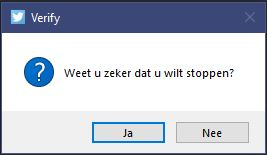 Verify
Weet u zeker dat u wilt stoppen?
Ja
Nee